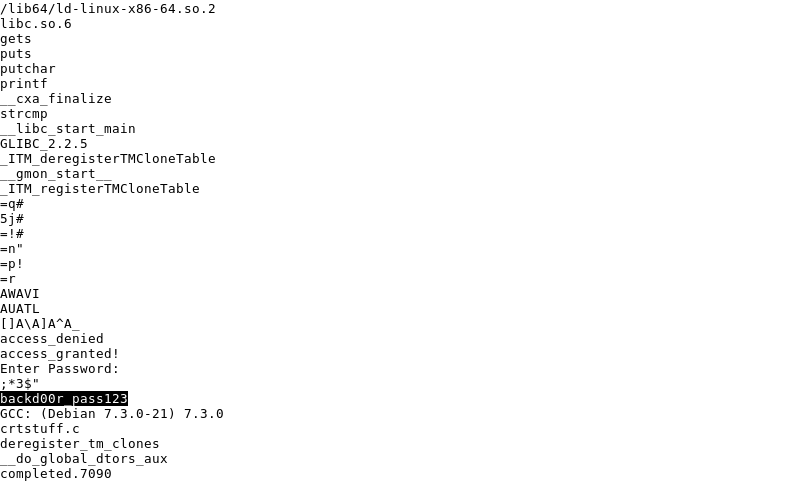 /lib64/ld-linux-x86-64.so.2
libc.so.6
gets
puts
putchar
printf
__cxa_finalize
strcmp
__libc_start_main
GLIBC_2.2.5
_ITM_deregisterTMCloneTable
__gmon_start__
_ITM_registerTMCloneTable
=q#
5j#
=!#
=n"
=p!
=r
AWAVI
AUATL
[]A\A]A^A_
access_denied
access_granted!
Enter Password:
;*3$"
backd00r_pass123
GCC: (Debian 7.3.0-21) 7.3.0
crtstuff.c
deregister_tm_clones
__do_global_dtors_aux
completed.7090